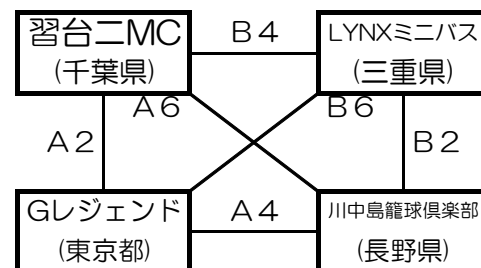 習台二MC
(千葉県)
B4
LYNXミニバス
(三重県)
A6
B6
A2
B2
Gレジェンド
(東京都)
A4
川中島籠球倶楽部
(長野県)